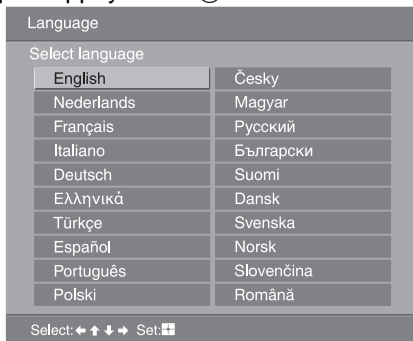 Language
Select language
English
Nederlands
Français
Italiano
Deutsch
Ελληνικά
Türkçe
Español
Português
Polski
Česky
Magyar
Русский
Български
Suomi
Dansk
Svenska
Norsk
Slovenčina
Română
Select: ← ↑ ↓ → Set: